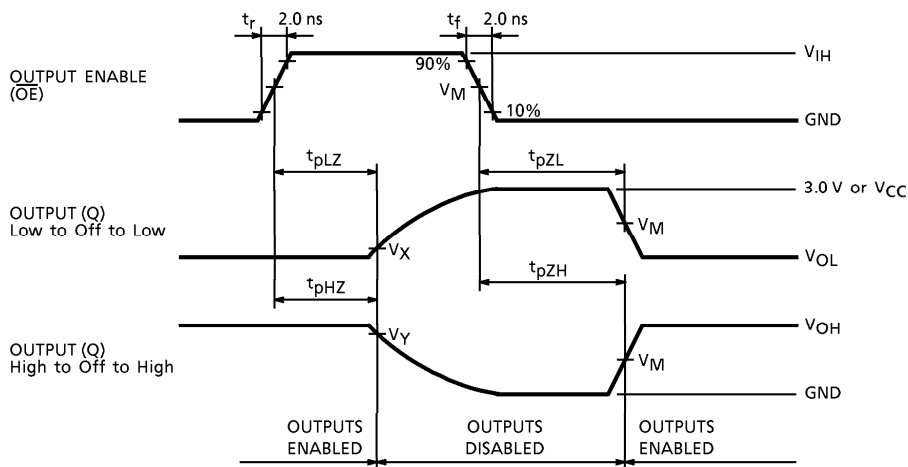 tr 2.0 ns tf 2.0 ns
OUTPUT ENABLE
(OE)
90%
VM
10%
VIH
GND
tpLZ
tpZL
OUTPUT (Q)
Low to Off to Low
VX
VM
3.0 V or VCC
VOL
tpHZ
tpZH
OUTPUT (Q)
High to Off to High
VY
VM
VOH
GND
OUTPUTS
ENABLED
OUTPUTS
DISABLED
OUTPUTS
ENABLED